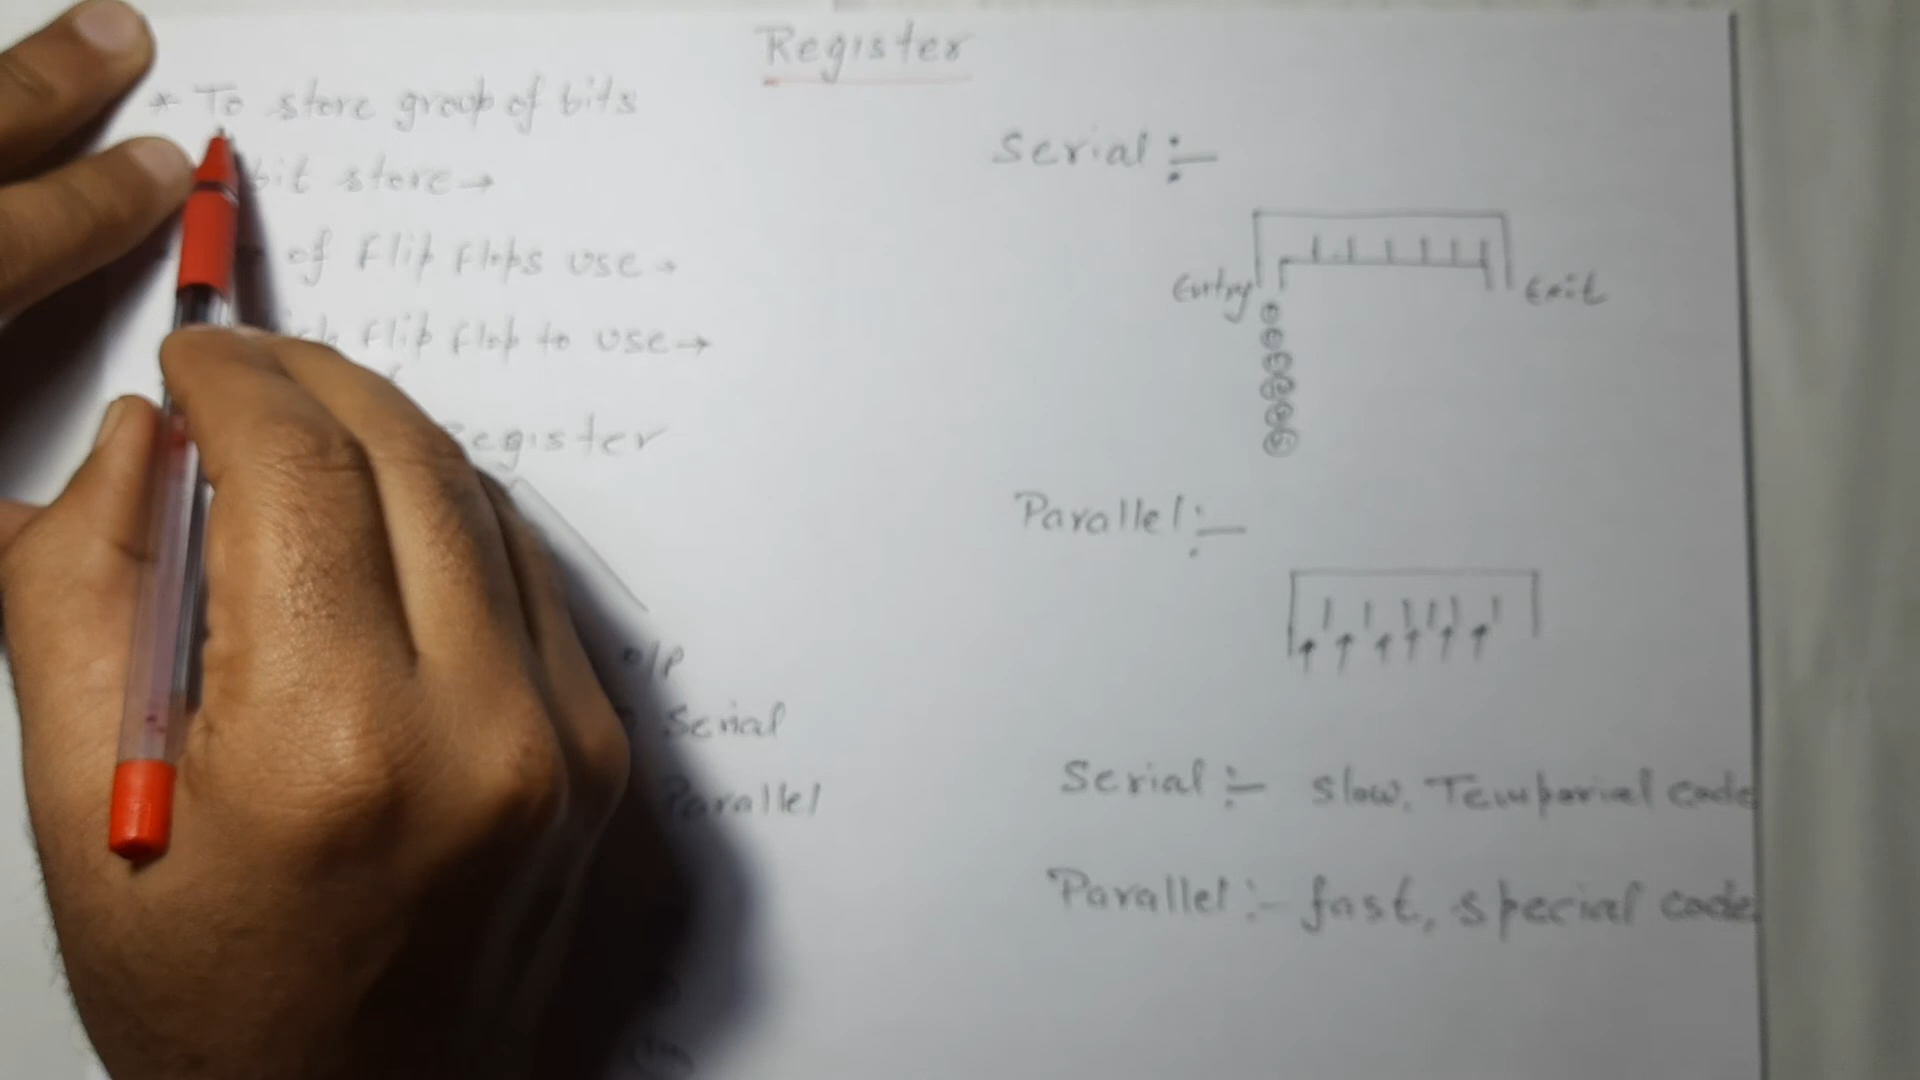 Register
* To store group of bits
bit store →
of flip flops use →
flip flop to use →
Register
O/P
Serial
Parallel
Serial :-
Entry
Exit
Parallel :-
Serial :- Slow, Temporial code
Parallel :- fast, special code